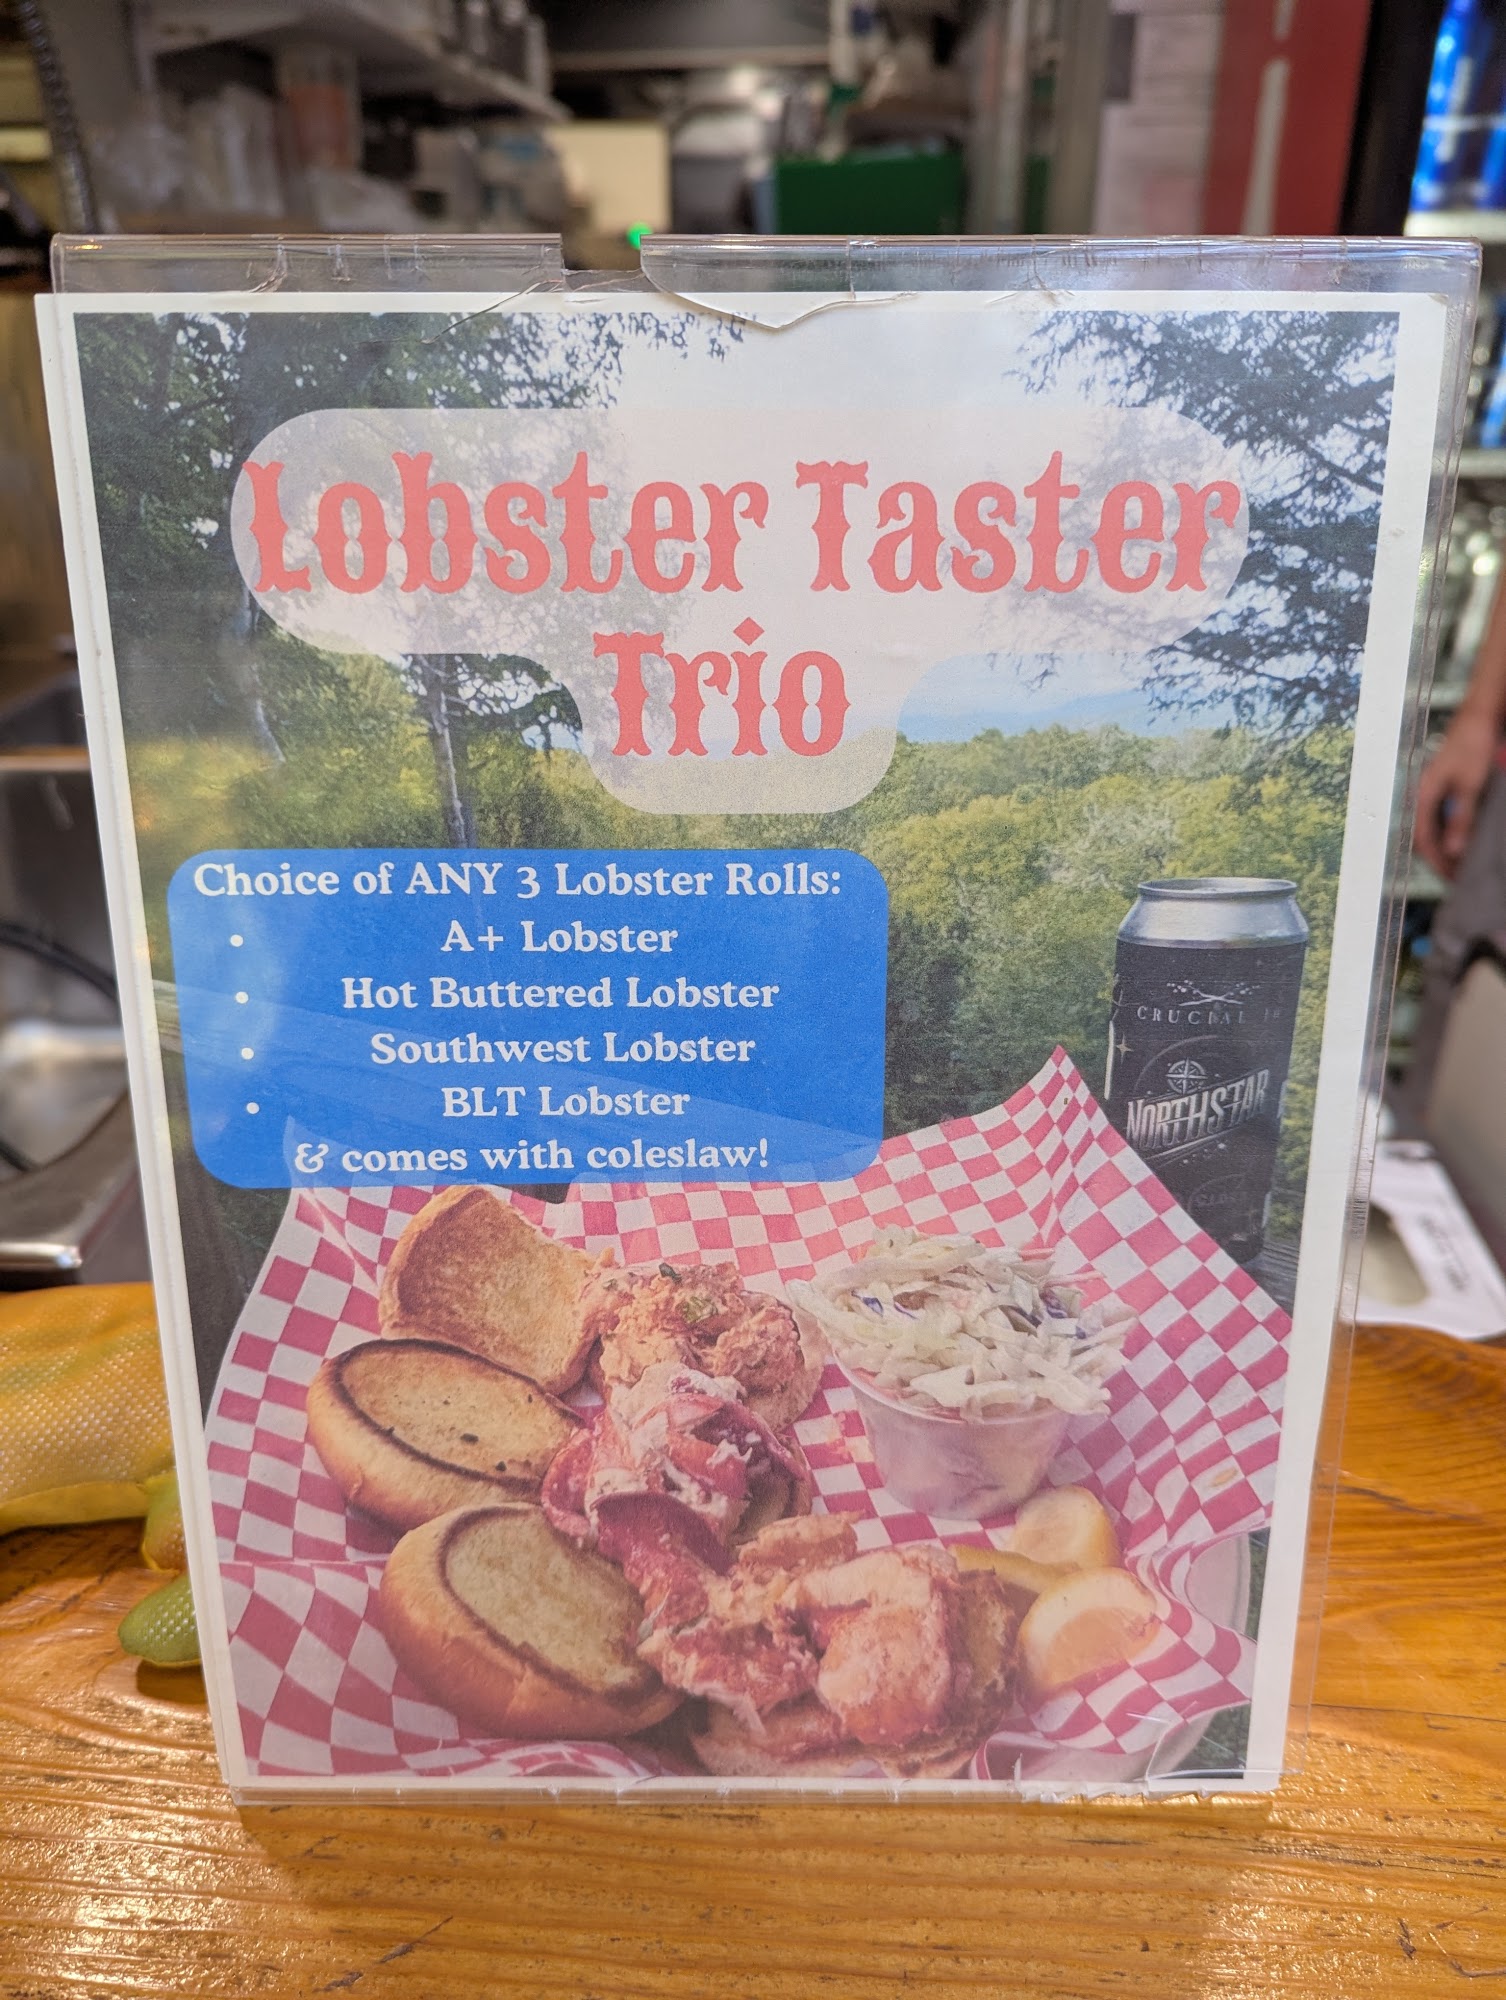 Lobster Taster
Trio
Choice of ANY 3 Lobster Rolls:
• A+ Lobster
• Hot Buttered Lobster
• Southwest Lobster
• BLT Lobster
& comes with coleslaw!
CRUCIAL
NORTHSTAR